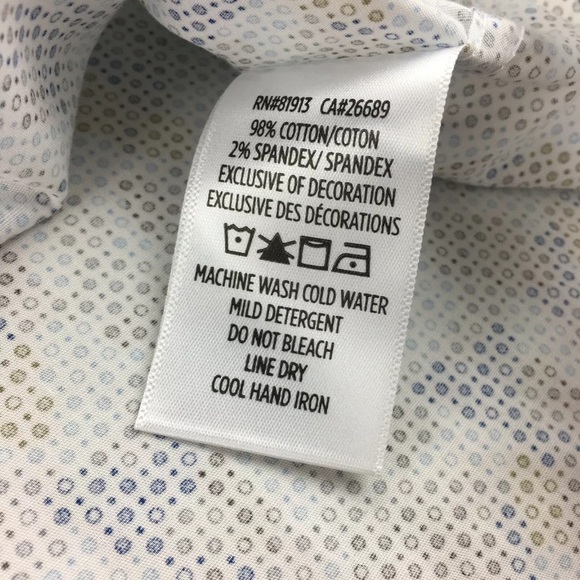 RN#81913 CA#26689
98% COTTON/COTON
2% SPANDEX/ SPANDEX
EXCLUSIVE OF DECORATION
EXCLUSIVE DES DÉCORATIONS
MACHINE WASH COLD WATER
MILD DETERGENT
DO NOT BLEACH
LINE DRY
COOL HAND IRON